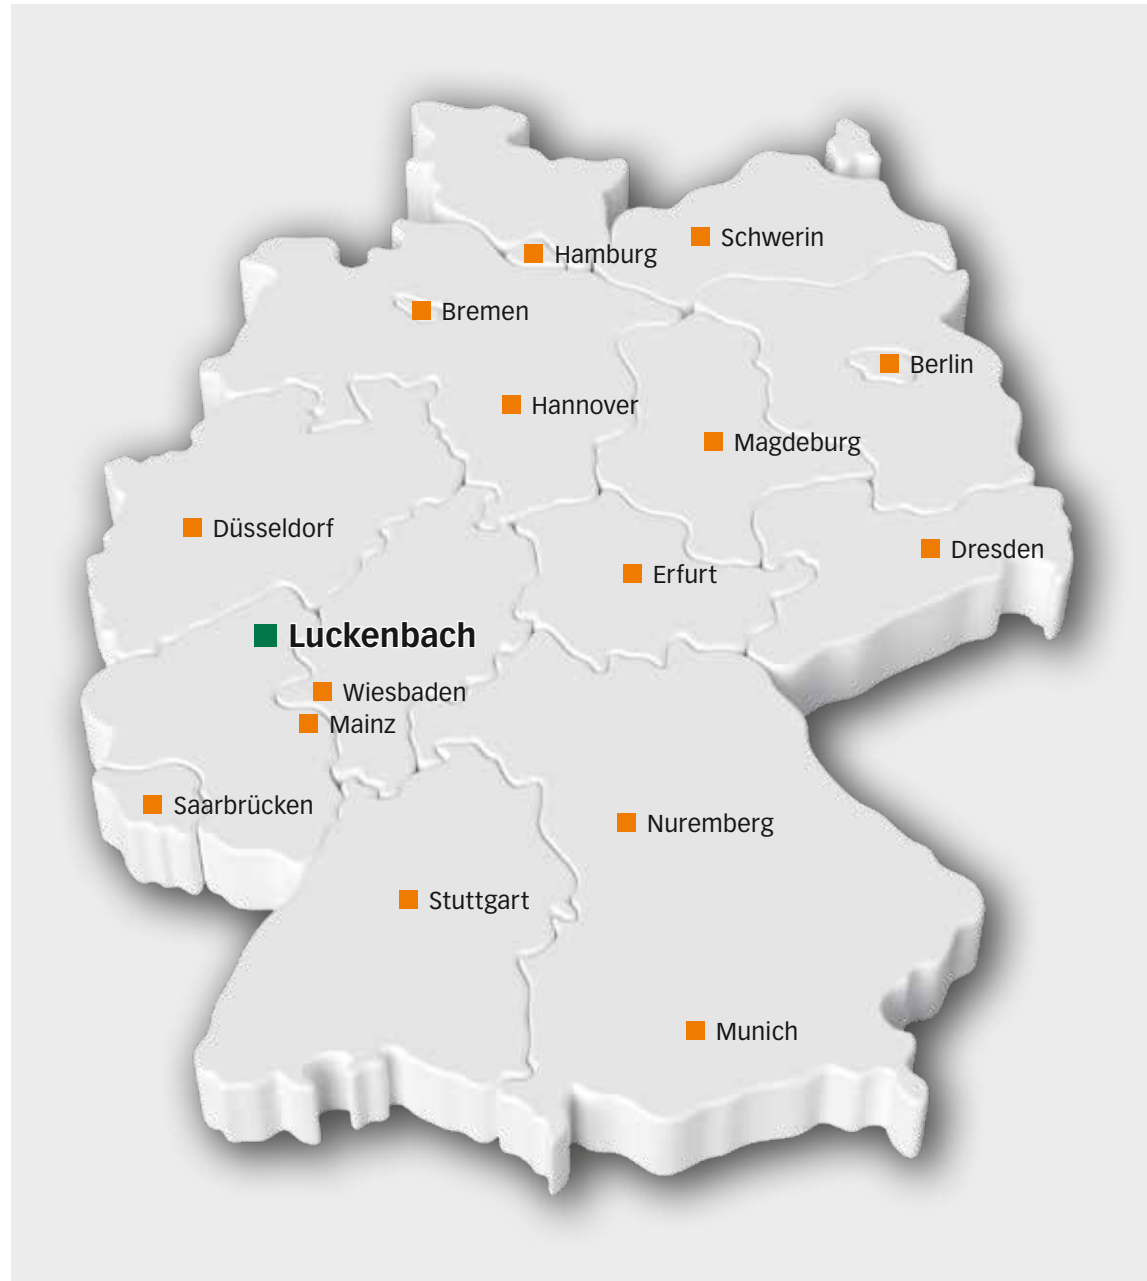 Schwerin
Hamburg
Bremen
Berlin
Hannover
Magdeburg
Düsseldorf
Dresden
Erfurt
Luckenbach
Wiesbaden
Mainz
Saarbrücken
Nuremberg
Stuttgart
Munich